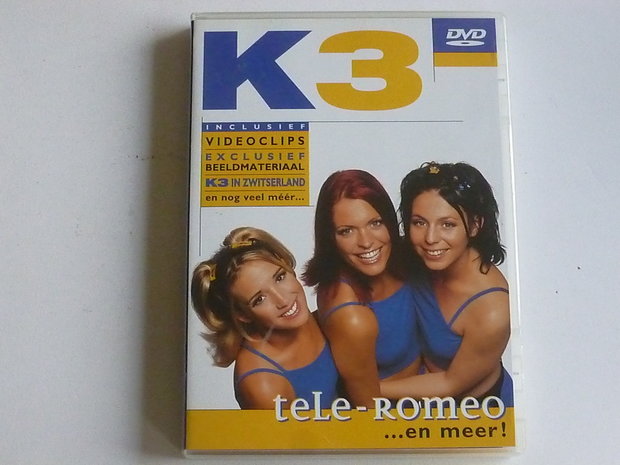 K3
DVD
INCLUSIEF
VIDEOCLIPS
EXCLUSIEF
BEELDMATERIAAL
K3 IN ZWITSERLAND
en nog veel méér...
teLe-Romeo
...en meer!